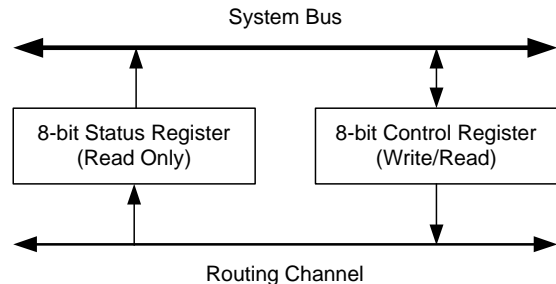 System Bus
8-bit Status Register
(Read Only)
8-bit Control Register
(Write/Read)
Routing Channel